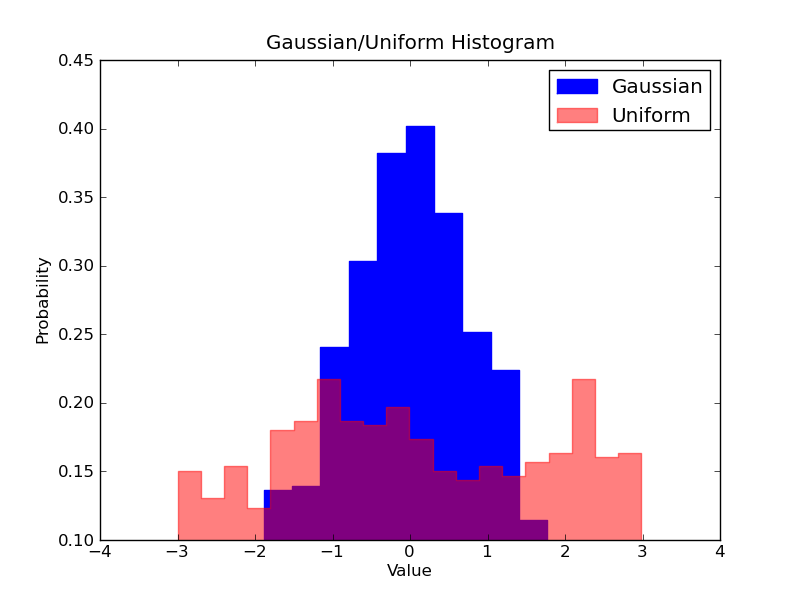 Gaussian/Uniform Histogram
Gaussian
Uniform
0.45
0.40
0.35
0.30
0.25
0.20
0.15
0.10
Probability
−4 −3 −2 −1 0 1 2 3 4
Value